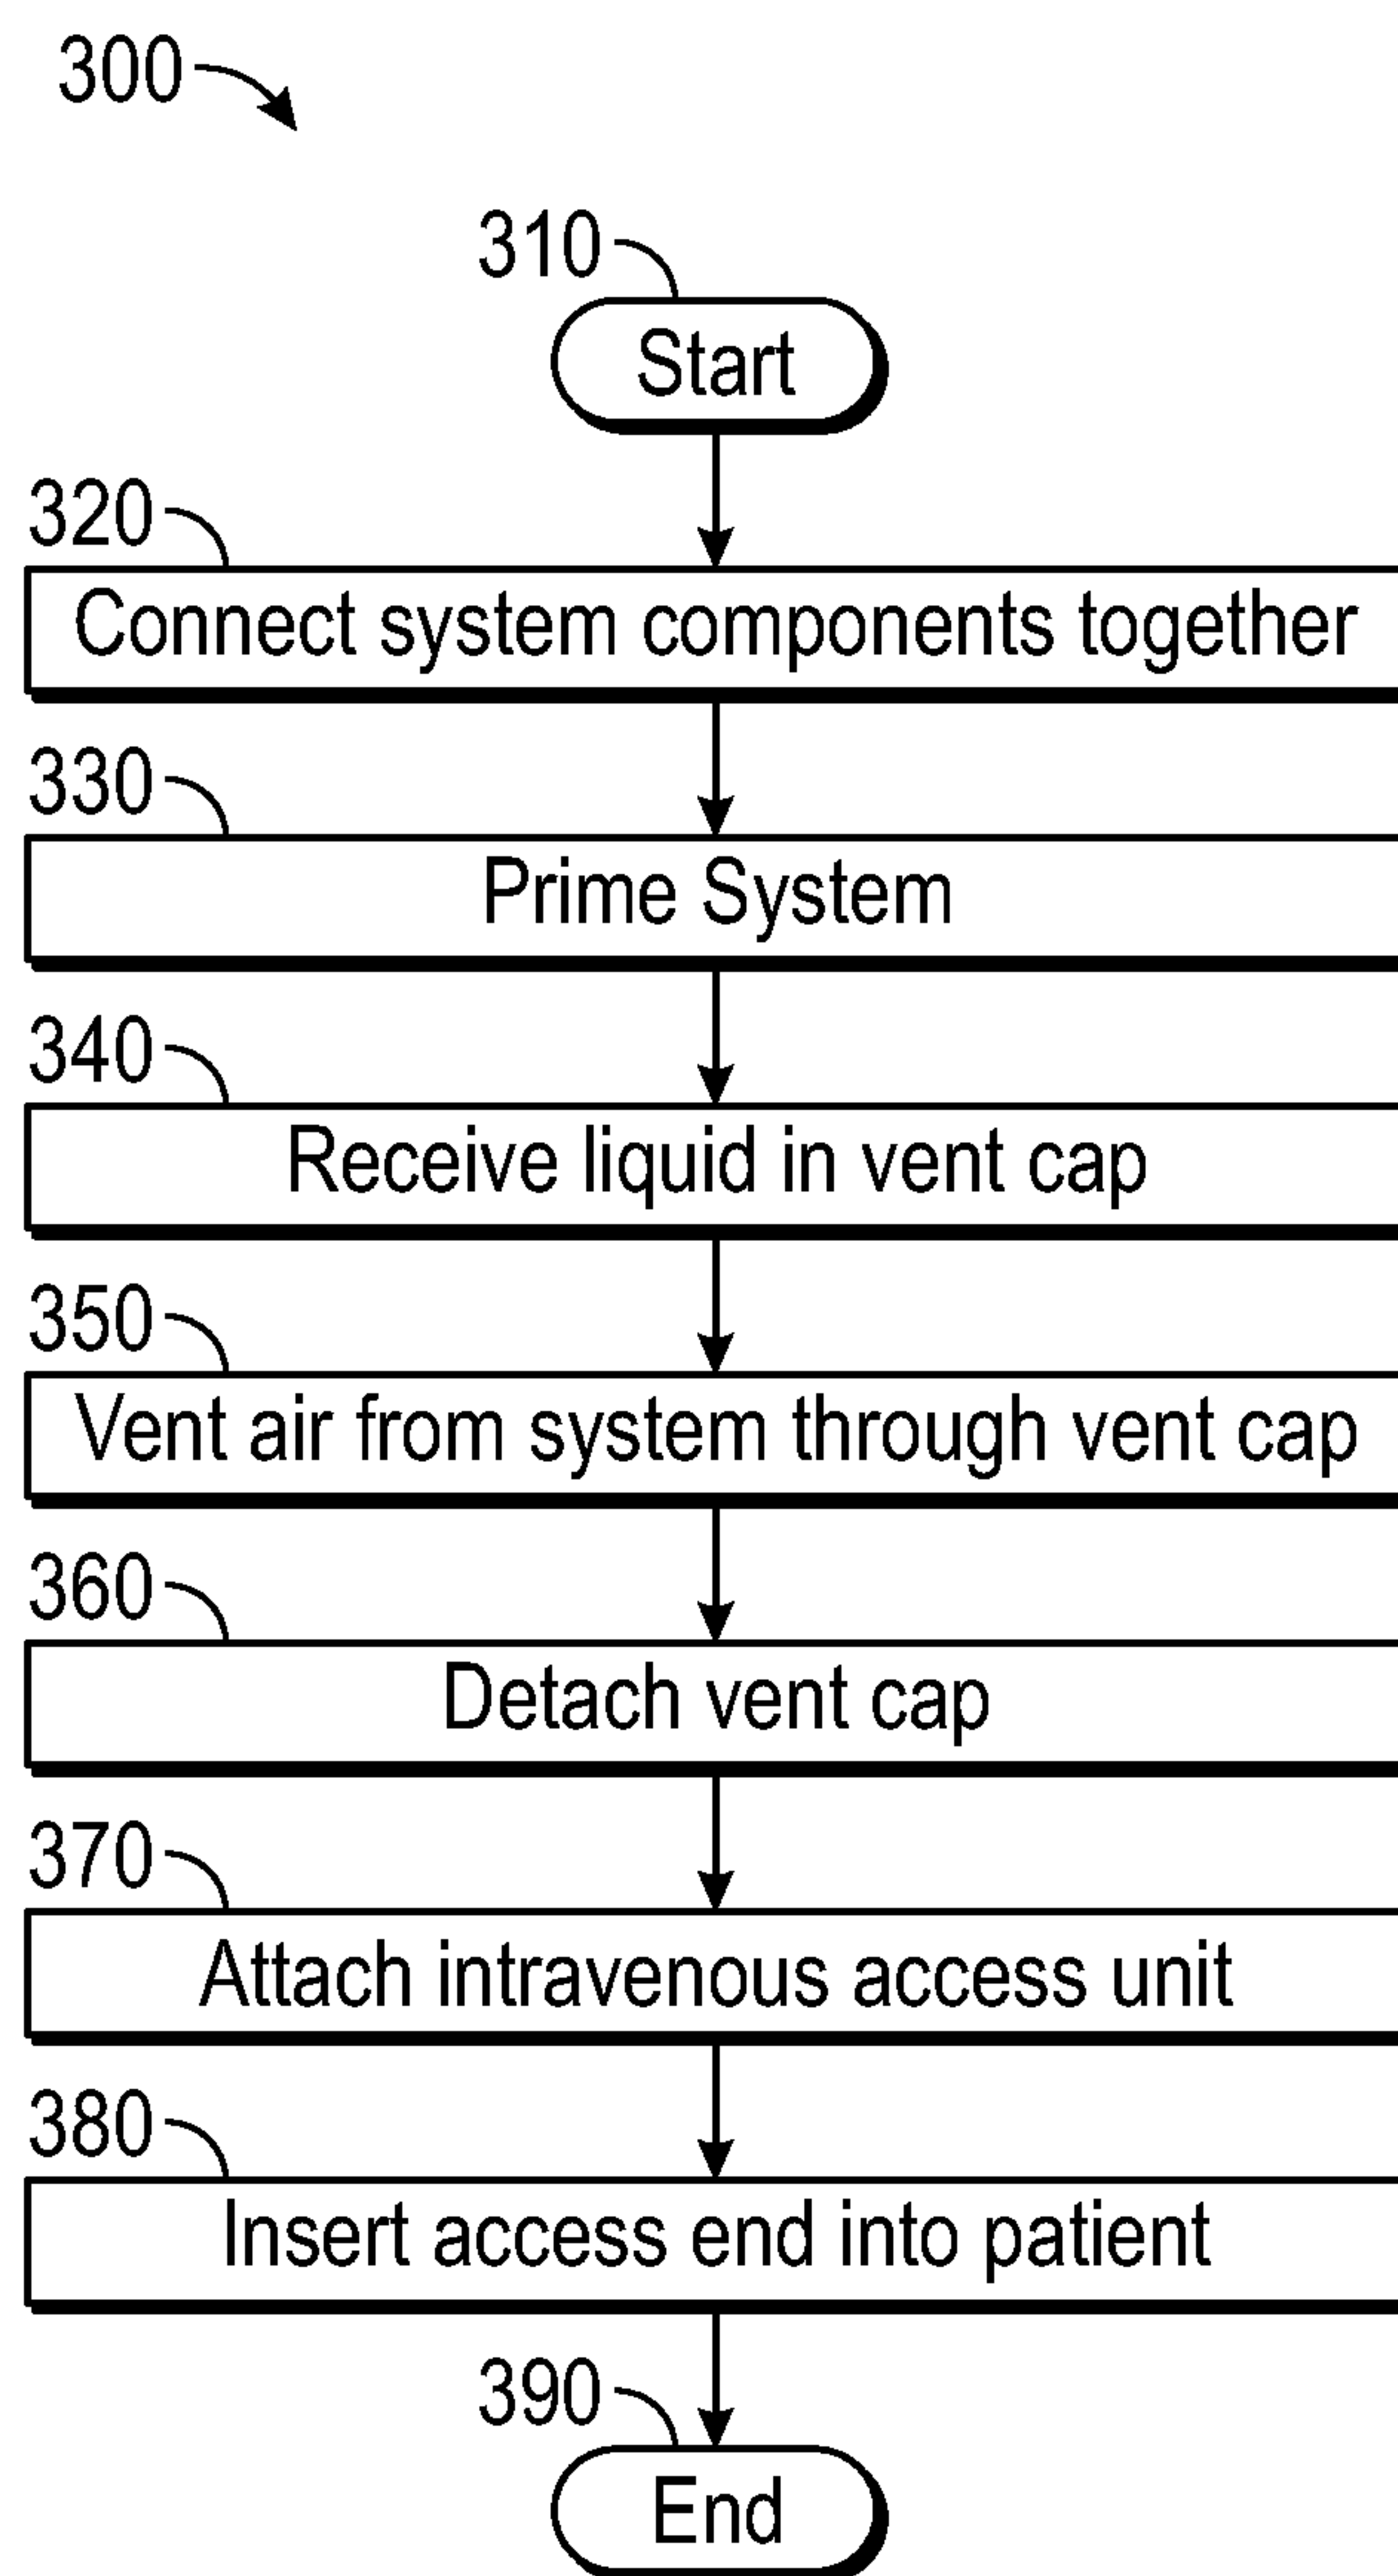 300
310
Start
320
Connect system components together
330
Prime System
340
Receive liquid in vent cap
350
Vent air from system through vent cap
360
Detach vent cap
370
Attach intravenous access unit
380
Insert access end into patient
390
End